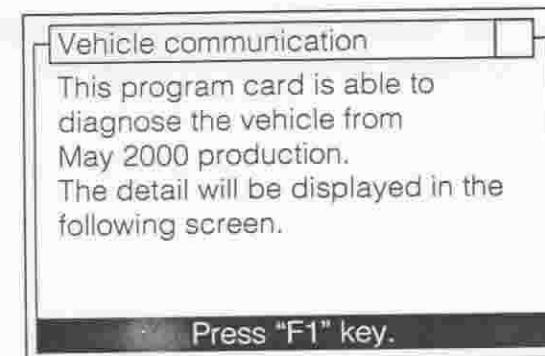 Vehicle communication
This program card is able to
diagnose the vehicle from
May 2000 production.
The detail will be displayed in the
following screen.
Press “F1” key.